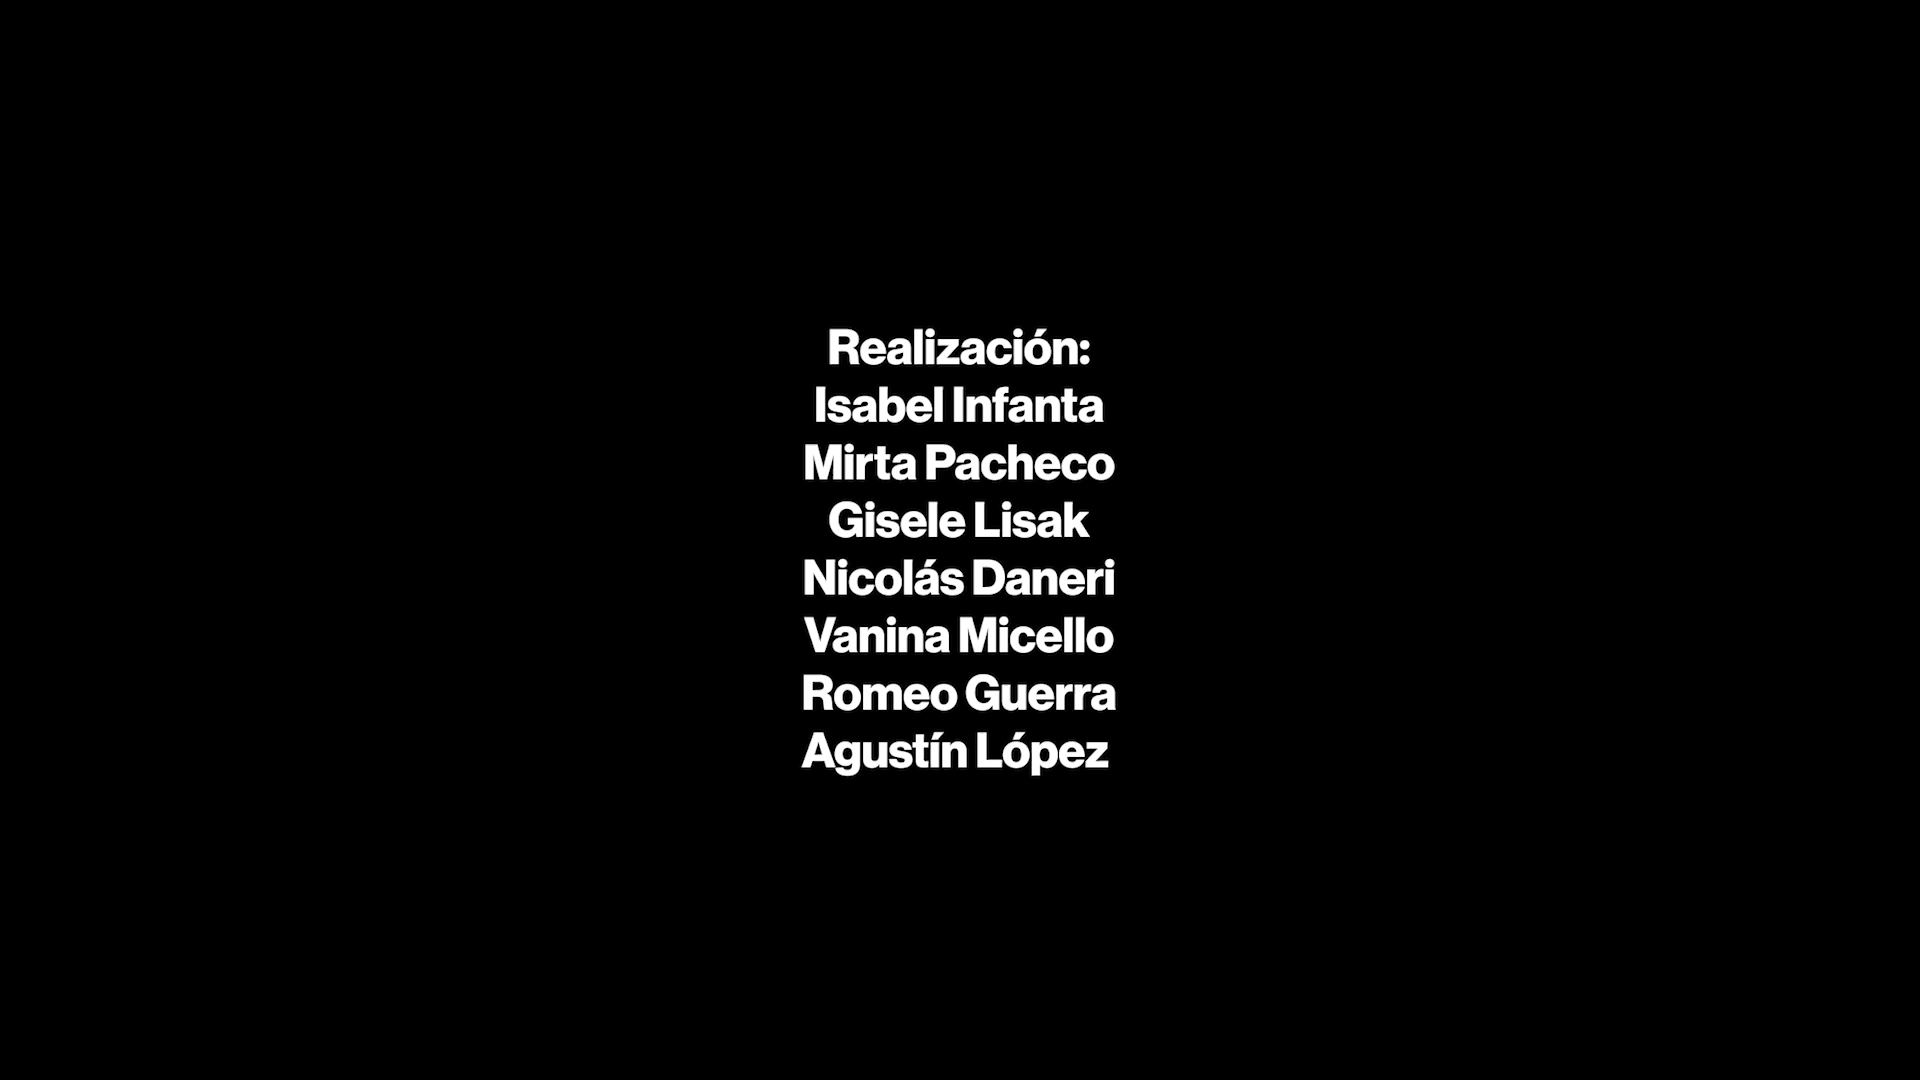 Realización:
Isabel Infanta
Mirta Pacheco
Gisele Lisak
Nicolás Daneri
Vanina Micello
Romeo Guerra
Agustín López